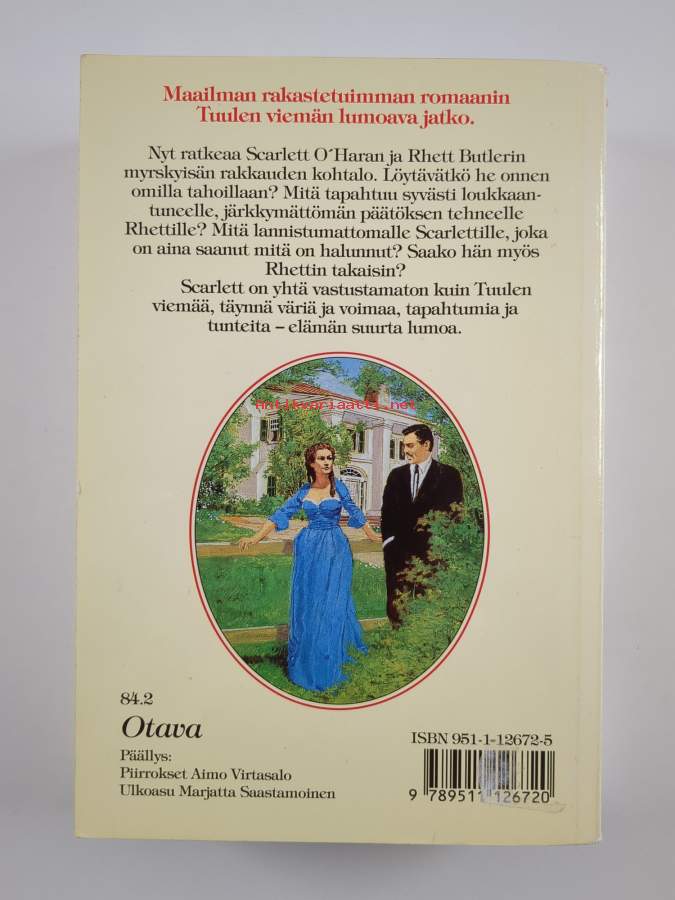 Maailman rakastetuimman romaanin
Tuulen viemän lumoava jatko.
Nyt ratkeaa Scarlett O´Haran ja Rhett Butlerin
myrskyisän rakkauden kohtalo. Löytävätkö he onnen
omilla tahoillaan? Mitä tapahtuu syvästi loukkaan-
tuneelle, järkkymättömän päätöksen tehneelle
Rhettille? Mitä lannistumattomalle Scarlettille, joka
on aina saanut mitä on halunnut? Saako hän myös
Rhettin takaisin?
Scarlett on yhtä vastustamaton kuin Tuulen
viemää, täynnä väriä ja voimaa, tapahtumia ja
tunteita – elämän suurta lumoa.
Antikvariaatti.net
84.2
Otava
Päällys:
Piirrokset Aimo Virtasalo
Ulkoasu Marjatta Saastamoinen
ISBN 951-1-12672-5
9 789511 126720